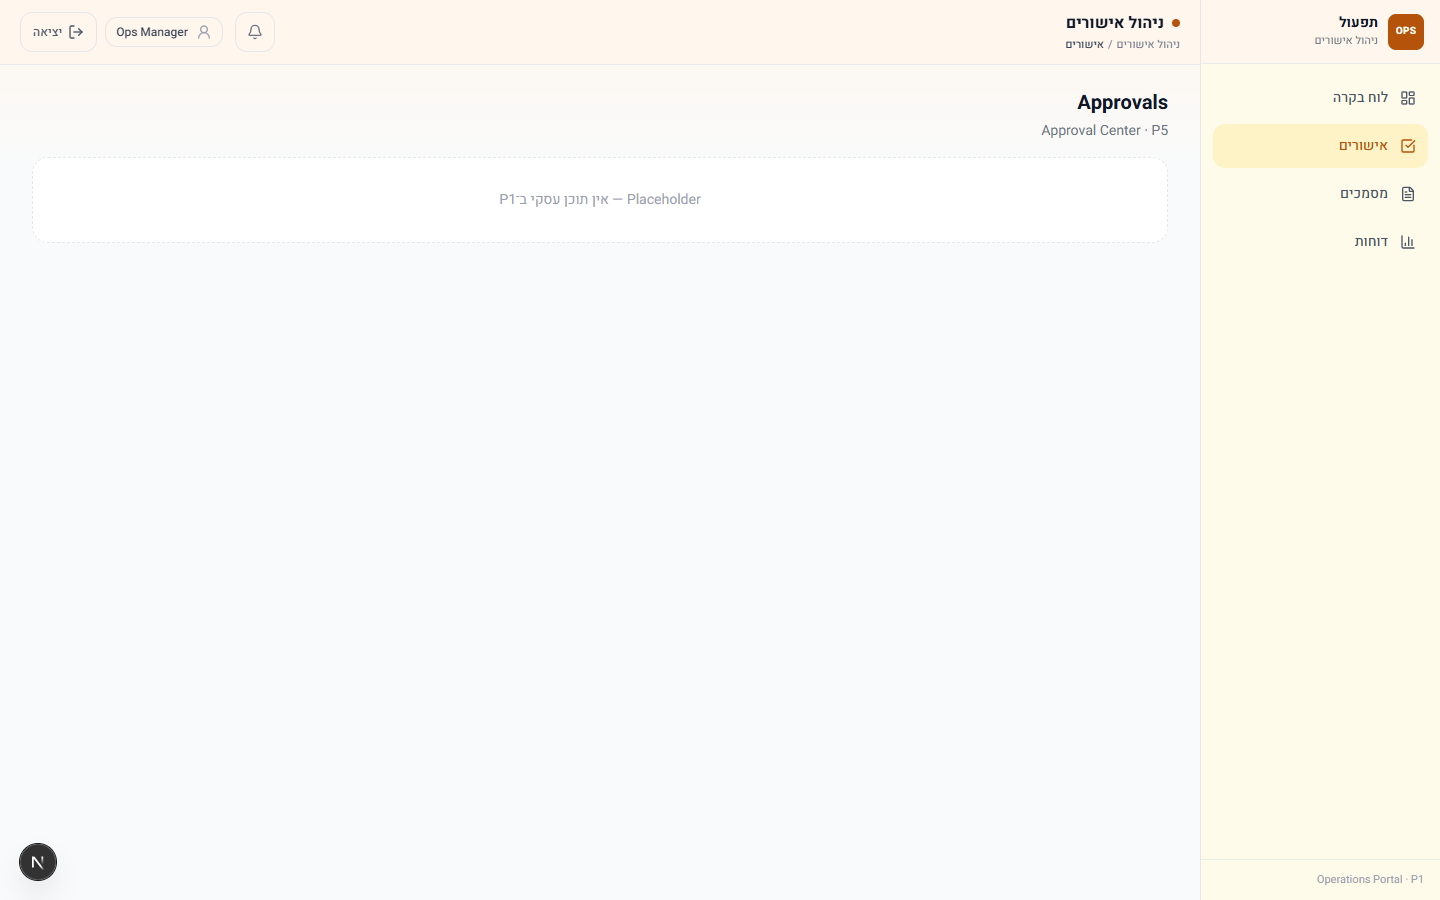 OPS
תפעול
ניהול אישורים
לוח בקרה
אישורים
מסמכים
דוחות
Operations Portal · P1
ניהול אישורים
ניהול אישורים / אישורים
Ops Manager
יציאה
Approvals
Approval Center · P5
Placeholder — אין תוכן עסקי ב־P1
N